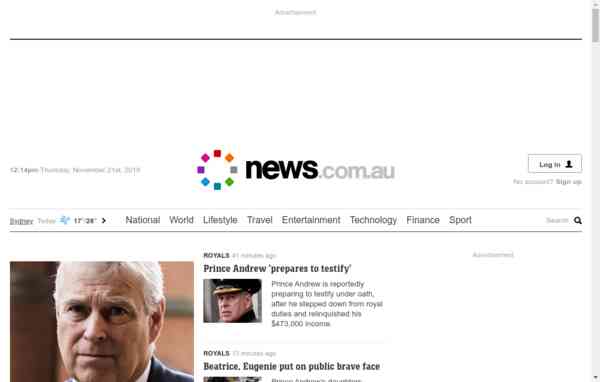 Advertisement
12:14pm Thursday, November 21st, 2019
news.com.au
Log in
No account? Sign up
Sydney Today 17°/28° National World Lifestyle Travel Entertainment Technology Finance Sport Search
ROYALS 41 minutes ago
Advertisement
Prince Andrew 'prepares to testify'
Prince Andrew is reportedly
preparing to testify under oath,
after he stepped down from royal
duties and relinquished his
$473,000 income.
ROYALS 13 minutes ago
Beatrice, Eugenie put on public brave face
Prince Andrew's daughters